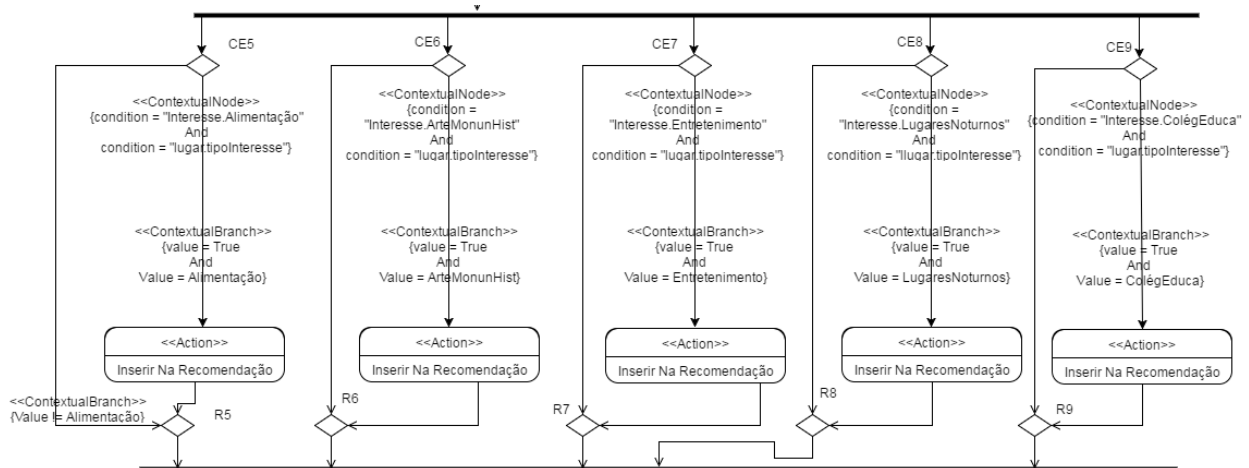 CE5
<<ContextualNode>>
{condition = "Interesse.Alimentação"
And
condition = "lugar.tipoInteresse"}
<<ContextualBranch>>
{value = True
And
Value = Alimentação}
<<Action>>
Inserir Na Recomendação
<<ContextualBranch>>
{Value != Alimentação}
R5
CE6
<<ContextualNode>>
{condition =
"Interesse.ArteMonunHist"
And
condition = "lugar.tipoInteresse"}
<<ContextualBranch>>
{value = True
And
Value = ArteMonunHist}
<<Action>>
Inserir Na Recomendação
R6
CE7
<<ContextualNode>>
{condition =
"Interesse.Entretenimento"
And
condition = "lugar.tipoInteresse"}
<<ContextualBranch>>
{value = True
And
Value = Entretenimento}
<<Action>>
Inserir Na Recomendação
R7
CE8
<<ContextualNode>>
{condition =
"Interesse.LugaresNoturnos"
And
condition = "llugar.tipoInteresse"}
<<ContextualBranch>>
{value = True
And
Value = LugaresNoturnos}
<<Action>>
Inserir Na Recomendação
R8
CE9
<<ContextualNode>>
{condition = "Interesse.ColégEduca"
And
condition = "lugar.tipoInteresse"}
<<ContextualBranch>>
{value = True
And
Value = ColégEduca}
<<Action>>
Inserir Na Recomendação
R9